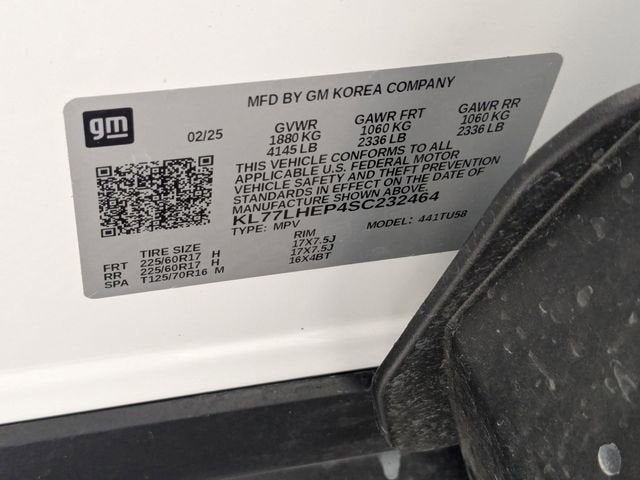 MFD BY GM KOREA COMPANY
gm
02/25 GVWR GAWR FRT GAWR RR
1880 KG 1060 KG 1060 KG
4145 LB 2336 LB 2336 LB
THIS VEHICLE CONFORMS TO ALL
APPLICABLE U.S. FEDERAL MOTOR
VEHICLE SAFETY AND THEFT PREVENTION
STANDARDS IN EFFECT ON THE DATE OF
MANUFACTURE SHOWN ABOVE.
KL77LHEP4SC232464
TYPE: MPV MODEL: 441TU58
TIRE SIZE RIM
FRT 225/60R17 H 17X7.5J
RR 225/60R17 H 17X7.5J
SPA T125/70R16 M 16X4BT